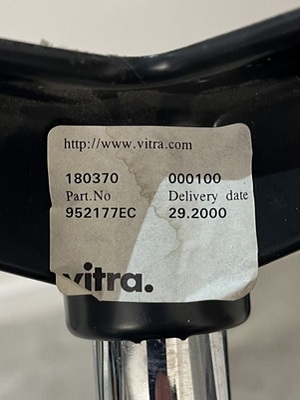 http://www.vitra.com
180370 000100
Part.No Delivery date
952177EC 29.2000
vitra.